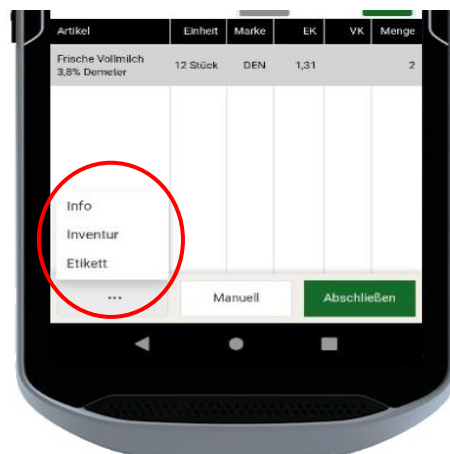 Artikel Einheit Marke EK VK Menge
Frische Vollmilch
3,8% Demeter 12 Stück DEN 1,31 2
Info
Inventur
Etikett
... Manuell Abschließen